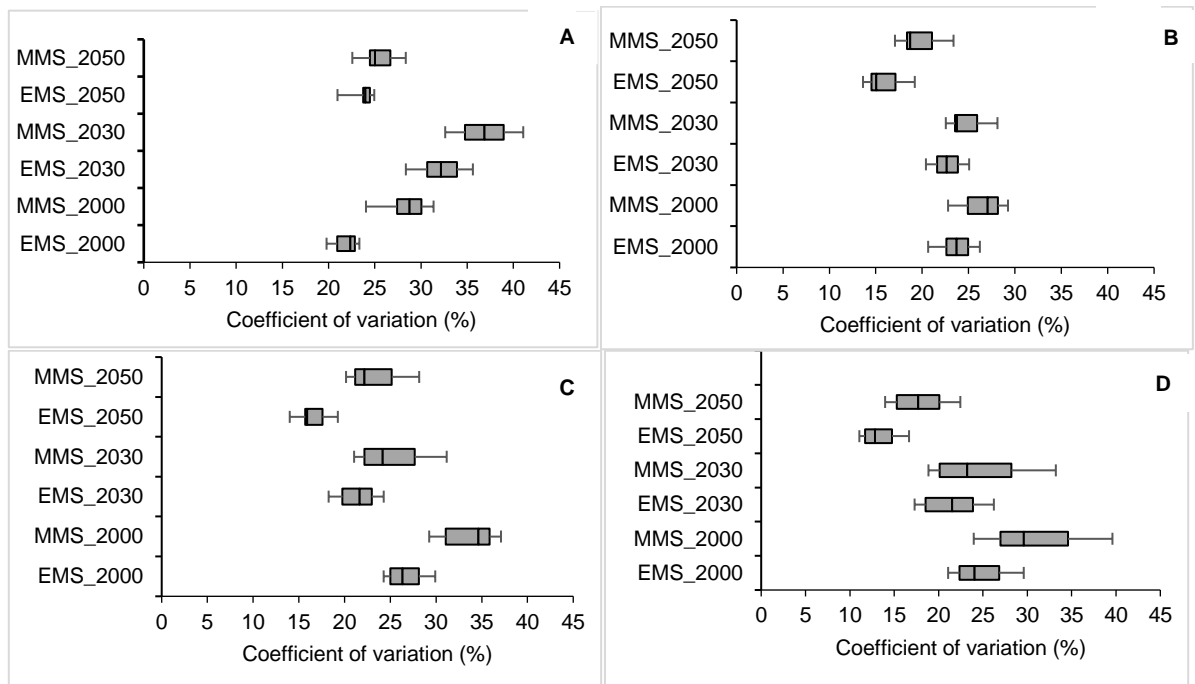 A
MMS_2050
EMS_2050
MMS_2030
EMS_2030
MMS_2000
EMS_2000
0 5 10 15 20 25 30 35 40 45
Coefficient of variation (%)
B
MMS_2050
EMS_2050
MMS_2030
EMS_2030
MMS_2000
EMS_2000
0 5 10 15 20 25 30 35 40 45
Coefficient of variation (%)
C
MMS_2050
EMS_2050
MMS_2030
EMS_2030
MMS_2000
EMS_2000
0 5 10 15 20 25 30 35 40 45
Coefficient of variation (%)
D
MMS_2050
EMS_2050
MMS_2030
EMS_2030
MMS_2000
EMS_2000
0 5 10 15 20 25 30 35 40 45
Coefficient of variation (%)